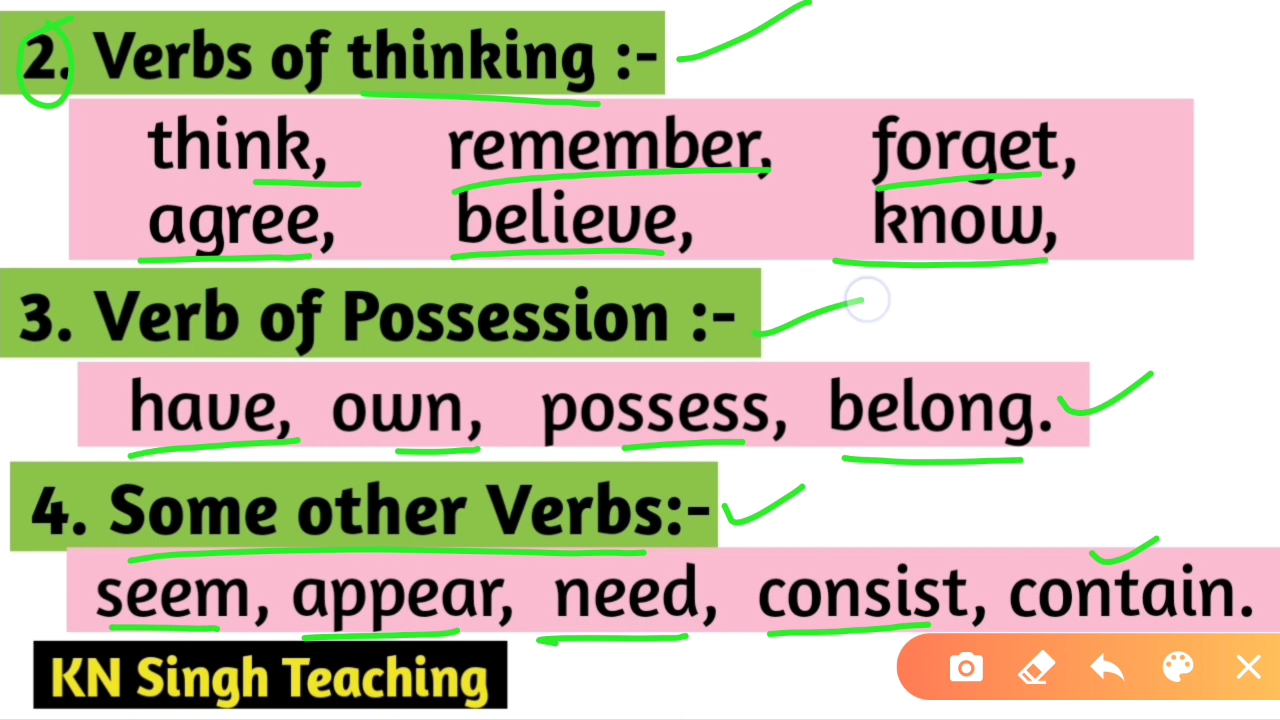 2. Verbs of thinking :-
think, remember, forget,
agree, believe, know,
3. Verb of Possession :-
have, own, possess, belong.
4. Some other Verbs:-
seem, appear, need, consist, contain.
KN Singh Teaching